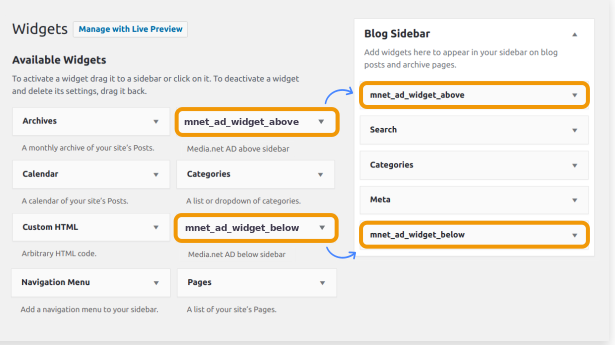 Widgets
Manage with Live Preview
Available Widgets
To activate a widget drag it to a sidebar or click on it. To deactivate a widget
and delete its settings, drag it back.
Archives
mnet_ad_widget_above
A monthly archive of your site's Posts.
Media.net AD above sidebar
Calendar
Categories
A calendar of your site's Posts.
A list or dropdown of categories.
Custom HTML
mnet_ad_widget_below
Arbitrary HTML code.
Media.net AD below sidebar
Navigation Menu
Pages
Add a navigation menu to your sidebar.
A list of your site's Pages.
Blog Sidebar
Add widgets here to appear in your sidebar on blog
posts and archive pages.
mnet_ad_widget_above
Search
Categories
Meta
mnet_ad_widget_below